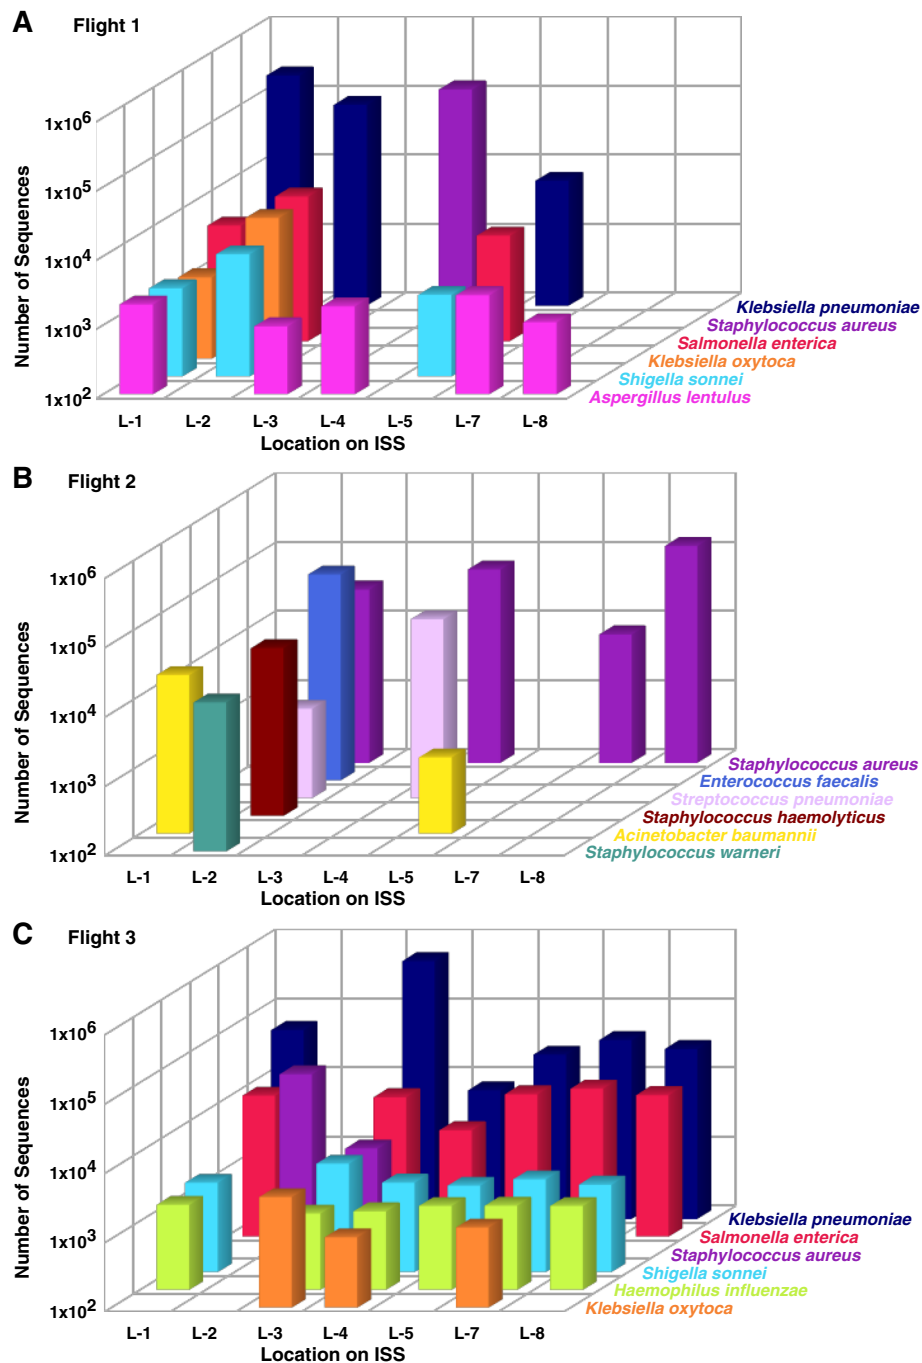 A Flight 1
1x10^6
1x10^5
1x10^4
1x10^3
1x10^2
Number of Sequences
Klebsiella pneumoniae
Staphylococcus aureus
Salmonella enterica
Klebsiella oxytoca
Shigella sonnei
Aspergillus lentulus
L-1 L-2 L-3 L-4 L-5 L-7 L-8
Location on ISS
B Flight 2
1x10^6
1x10^5
1x10^4
1x10^3
1x10^2
Number of Sequences
Staphylococcus aureus
Enterococcus faecalis
Streptococcus pneumoniae
Staphylococcus haemolyticus
Acinetobacter baumannii
Staphylococcus warneri
L-1 L-2 L-3 L-4 L-5 L-7 L-8
Location on ISS
C Flight 3
1x10^6
1x10^5
1x10^4
1x10^3
1x10^2
Number of Sequences
Klebsiella pneumoniae
Salmonella enterica
Staphylococcus aureus
Shigella sonnei
Haemophilus influenzae
Klebsiella oxytoca
L-1 L-2 L-3 L-4 L-5 L-7 L-8
Location on ISS